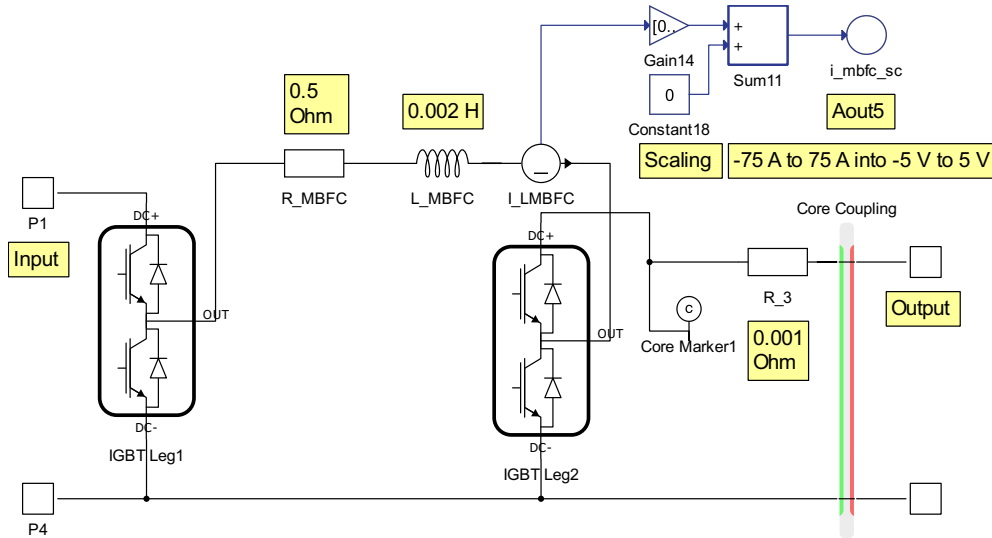 [0..
+
+
Gain14
Sum11
i_mbfc_sc
0
Constant18
Aout5
0.5
Ohm
0.002 H
Scaling
-75 A to 75 A into -5 V to 5 V
R_MBFC
L_MBFC
I_LMBFC
P1
Input
DC+
OUT
DC-
IGBT Leg1
DC+
OUT
DC-
IGBT Leg2
Core Coupling
R_3
c
Core Marker1
0.001
Ohm
Output
P4